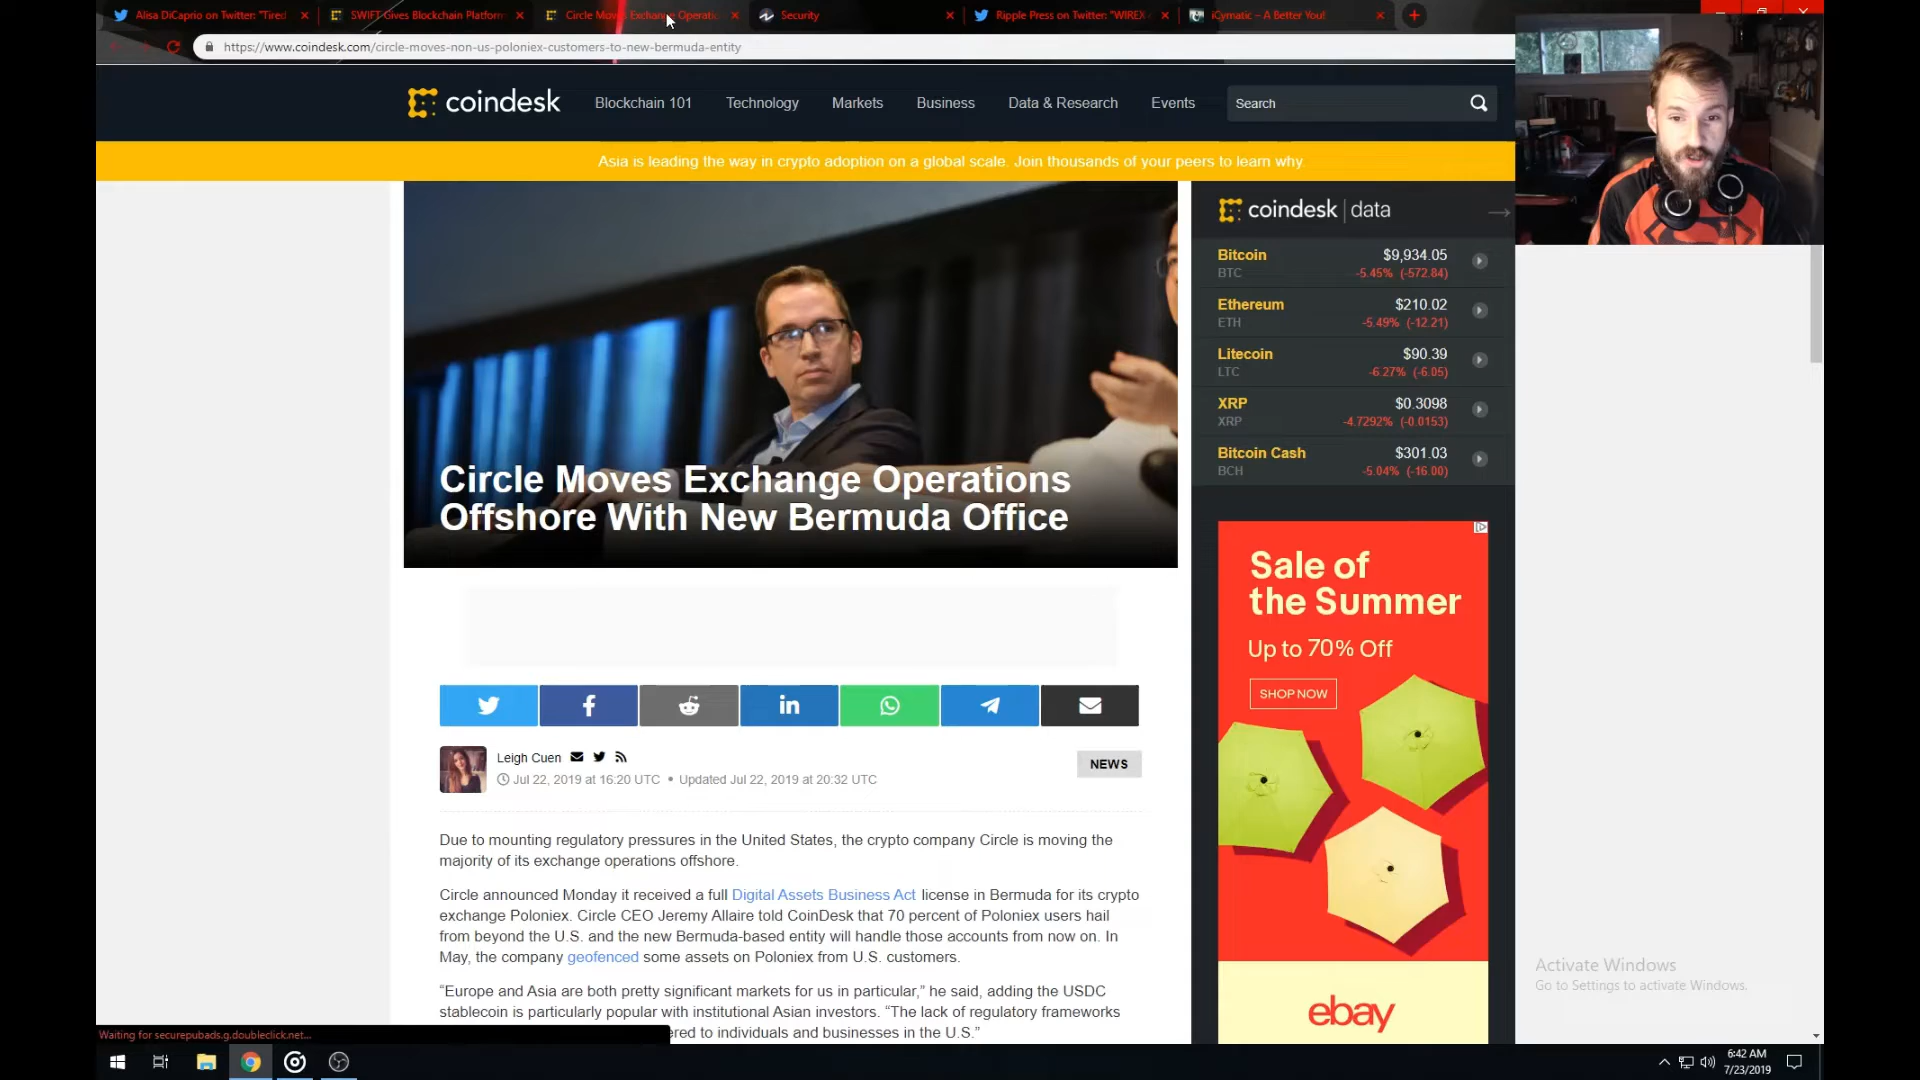 Alisa DiCaprio on Twitter: "Tired
SWIFT Gives Blockchain Platform
Circle Moves Exchange Operatio
Security
Ripple Press on Twitter: "WIREX
iCymatic – A Better You!
https://www.coindesk.com/circle-moves-non-us-poloniex-customers-to-new-bermuda-entity
coindesk
Blockchain 101
Technology
Markets
Business
Data & Research
Events
Search
Asia is leading the way in crypto adoption on a global scale. Join thousands of your peers to learn why.
Circle Moves Exchange Operations
Offshore With New Bermuda Office
Leigh Cuen
Jul 22, 2019 at 16:20 UTC • Updated Jul 22, 2019 at 20:32 UTC
NEWS
Due to mounting regulatory pressures in the United States, the crypto company Circle is moving the
majority of its exchange operations offshore.
Circle announced Monday it received a full Digital Assets Business Act license in Bermuda for its crypto
exchange Poloniex. Circle CEO Jeremy Allaire told CoinDesk that 70 percent of Poloniex users hail
from beyond the U.S. and the new Bermuda-based entity will handle those accounts from now on. In
May, the company geofenced some assets on Poloniex from U.S. customers.
“Europe and Asia are both pretty significant markets for us in particular,” he said, adding the USDC
stablecoin is particularly popular with institutional Asian investors. “The lack of regulatory frameworks
ered to individuals and businesses in the U.S.”
coindesk | data
Bitcoin $9,934.05
BTC -5.45% (-572.84)
Ethereum $210.02
ETH -5.49% (-12.21)
Litecoin $90.39
LTC -6.27% (-6.05)
XRP $0.3098
XRP -4.7292% (-0.0153)
Bitcoin Cash $301.03
BCH -5.04% (-16.00)
Sale of
the Summer
Up to 70% Off
SHOP NOW
ebay
Activate Windows
Go to Settings to activate Windows.
Waiting for securepubads.g.doubleclick.net...
6:42 AM
7/23/2019